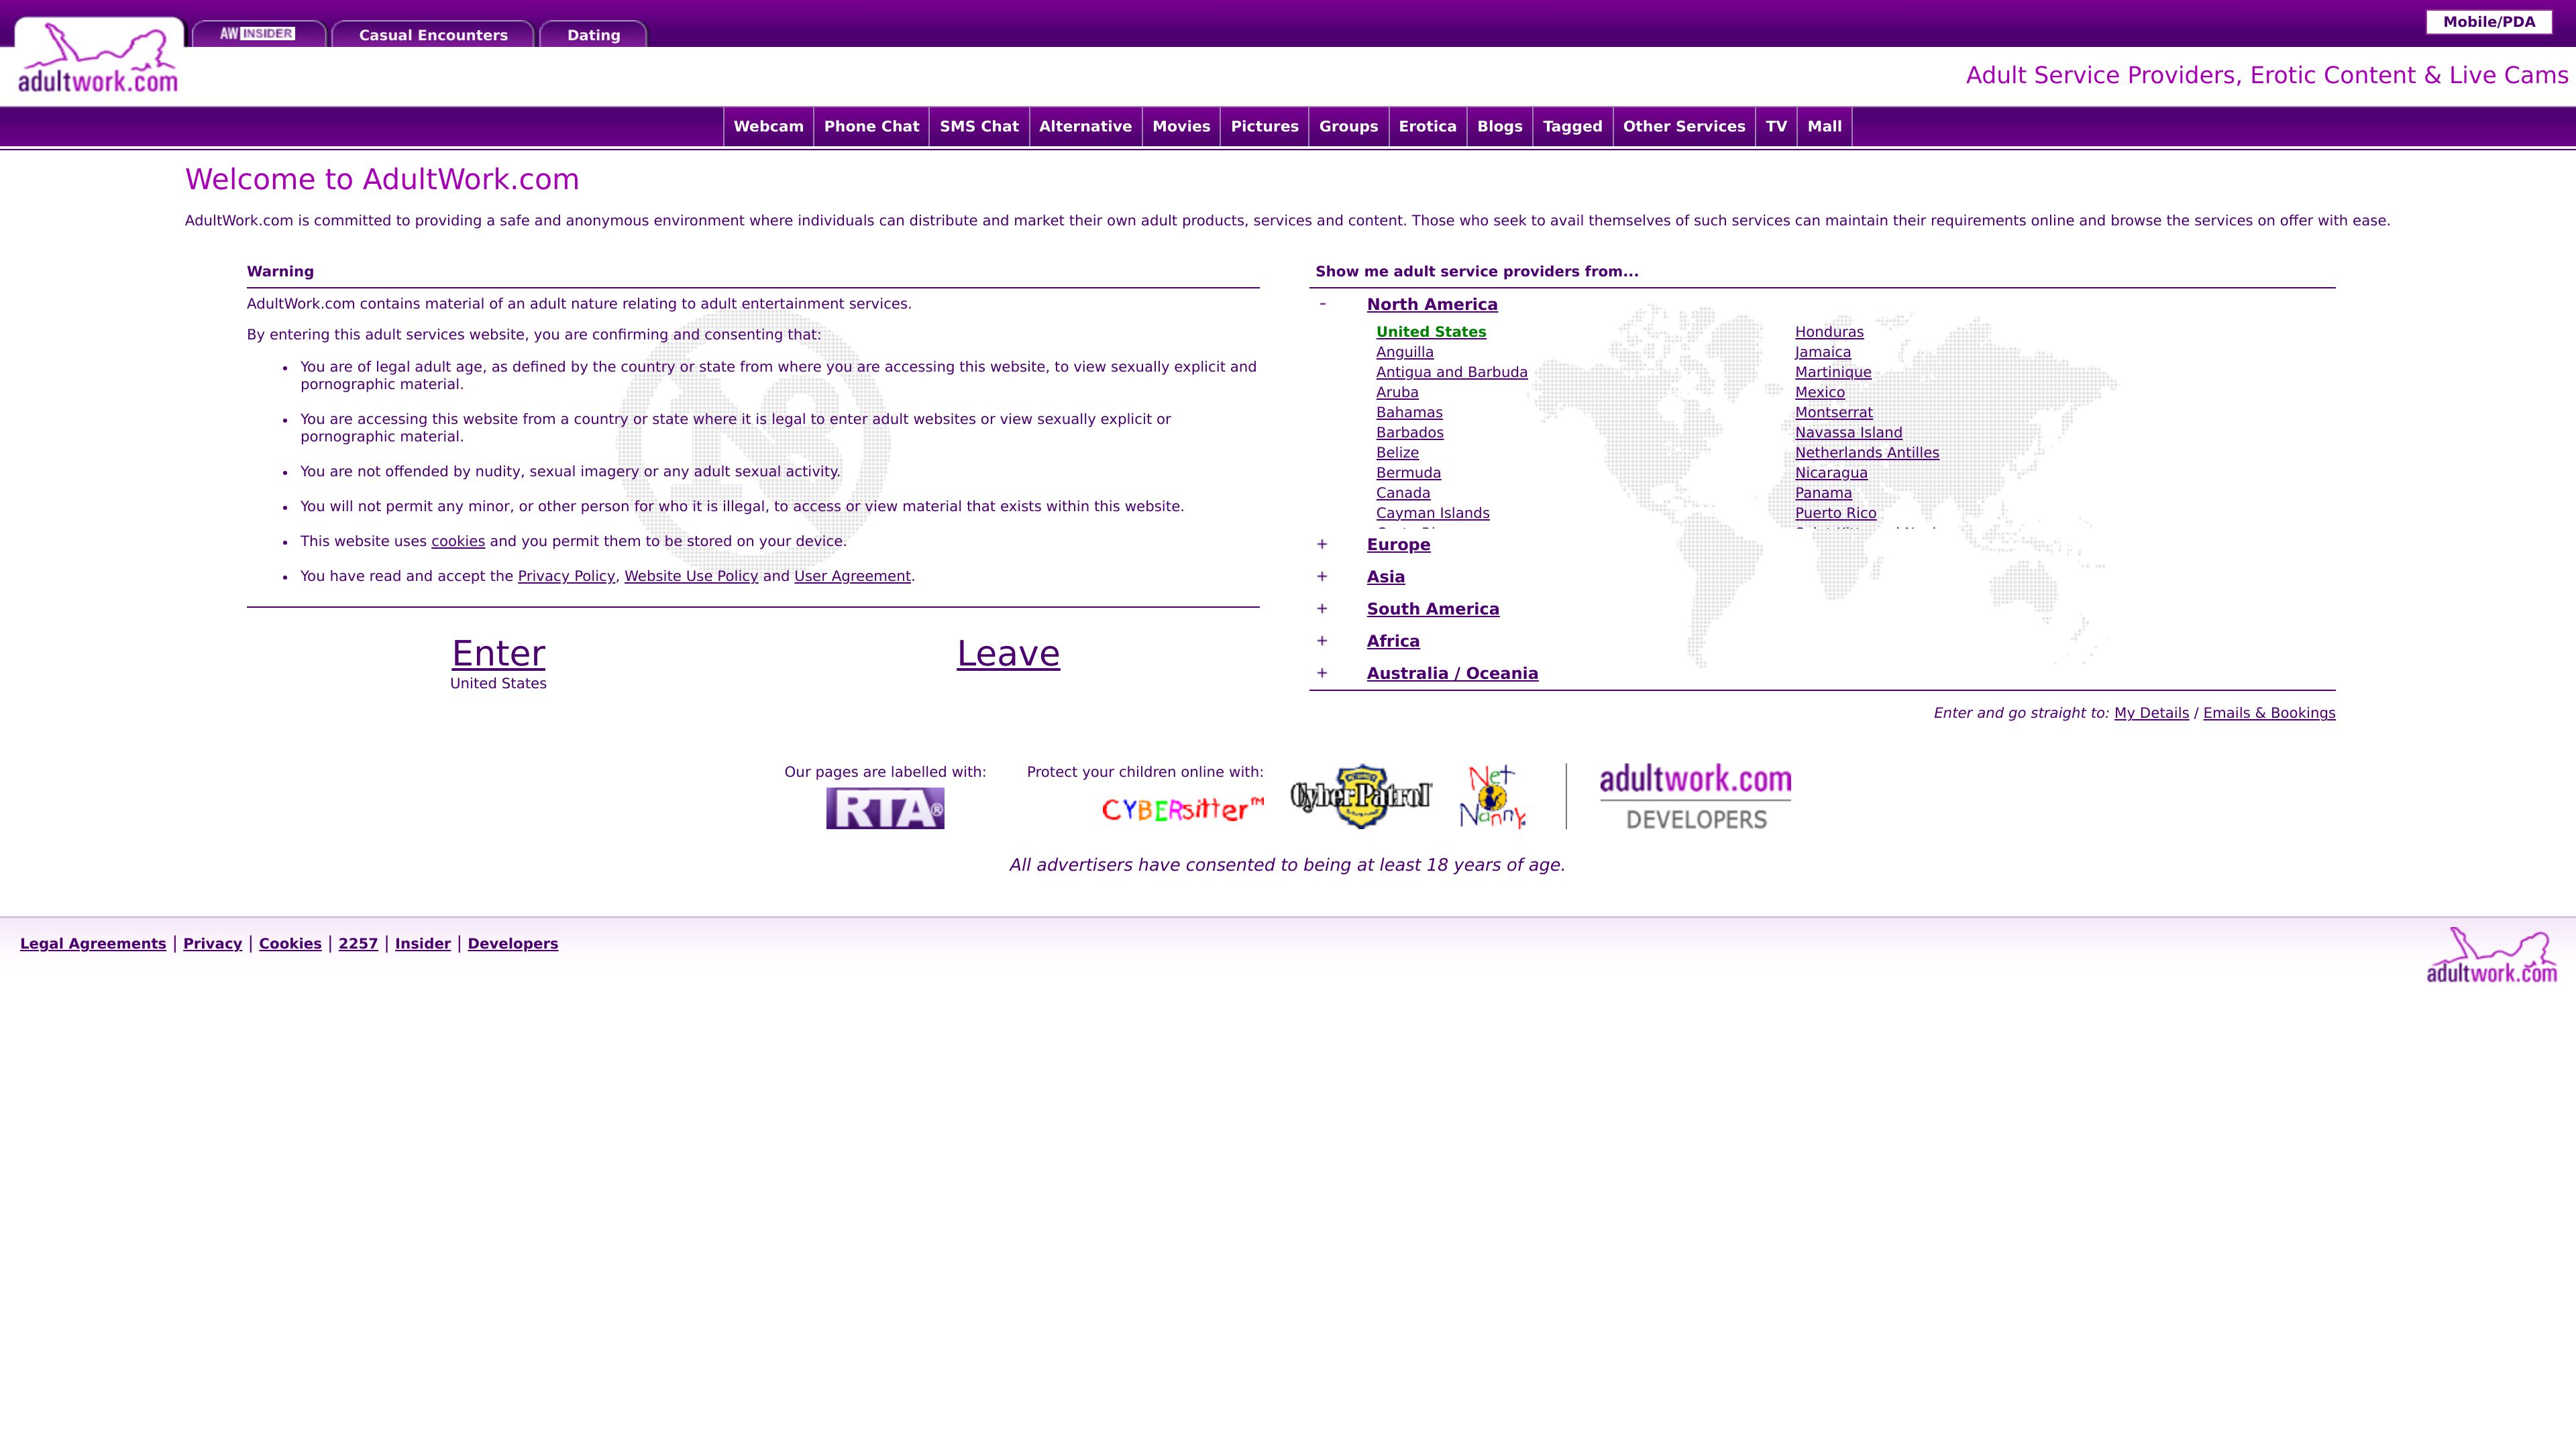 AW INSIDER
Casual Encounters
Dating
Mobile/PDA
adultwork.com
Adult Service Providers, Erotic Content & Live Cams
Webcam
Phone Chat
SMS Chat
Alternative
Movies
Pictures
Groups
Erotica
Blogs
Tagged
Other Services
TV
Mall
Welcome to AdultWork.com
AdultWork.com is committed to providing a safe and anonymous environment where individuals can distribute and market their own adult products, services and content. Those who seek to avail themselves of such services can maintain their requirements online and browse the services on offer with ease.
Warning
AdultWork.com contains material of an adult nature relating to adult entertainment services.
By entering this adult services website, you are confirming and consenting that:
• You are of legal adult age, as defined by the country or state from where you are accessing this website, to view sexually explicit and
pornographic material.
• You are accessing this website from a country or state where it is legal to enter adult websites or view sexually explicit or
pornographic material.
• You are not offended by nudity, sexual imagery or any adult sexual activity.
• You will not permit any minor, or other person for who it is illegal, to access or view material that exists within this website.
• This website uses cookies and you permit them to be stored on your device.
• You have read and accept the Privacy Policy, Website Use Policy and User Agreement.
18
Enter
United States
Leave
Show me adult service providers from...
- North America
United States
Anguilla
Antigua and Barbuda
Aruba
Bahamas
Barbados
Belize
Bermuda
Canada
Cayman Islands
Honduras
Jamaica
Martinique
Mexico
Montserrat
Navassa Island
Netherlands Antilles
Nicaragua
Panama
Puerto Rico
+ Europe
+ Asia
+ South America
+ Africa
+ Australia / Oceania
Enter and go straight to: My Details / Emails & Bookings
Our pages are labelled with:
RTA®
Protect your children online with:
CYBERsitter™
CyberPatrol
Net Nanny
adultwork.com
DEVELOPERS
All advertisers have consented to being at least 18 years of age.
Legal Agreements | Privacy | Cookies | 2257 | Insider | Developers
adultwork.com